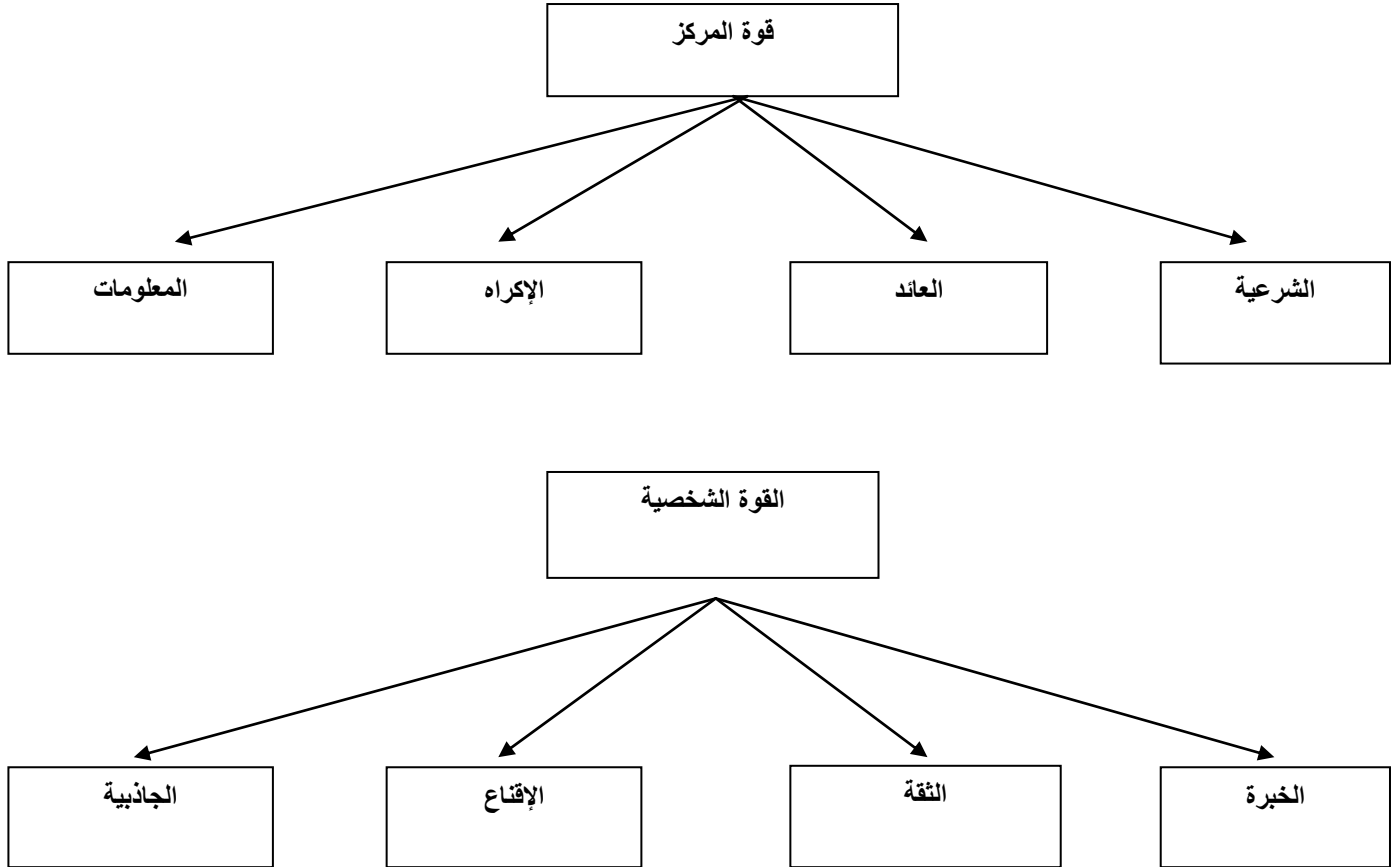 قوة المركز
الشرعية
العائد
الإكراه
المعلومات
القوة الشخصية
الخبرة
الثقة
الإقناع
الجاذبية